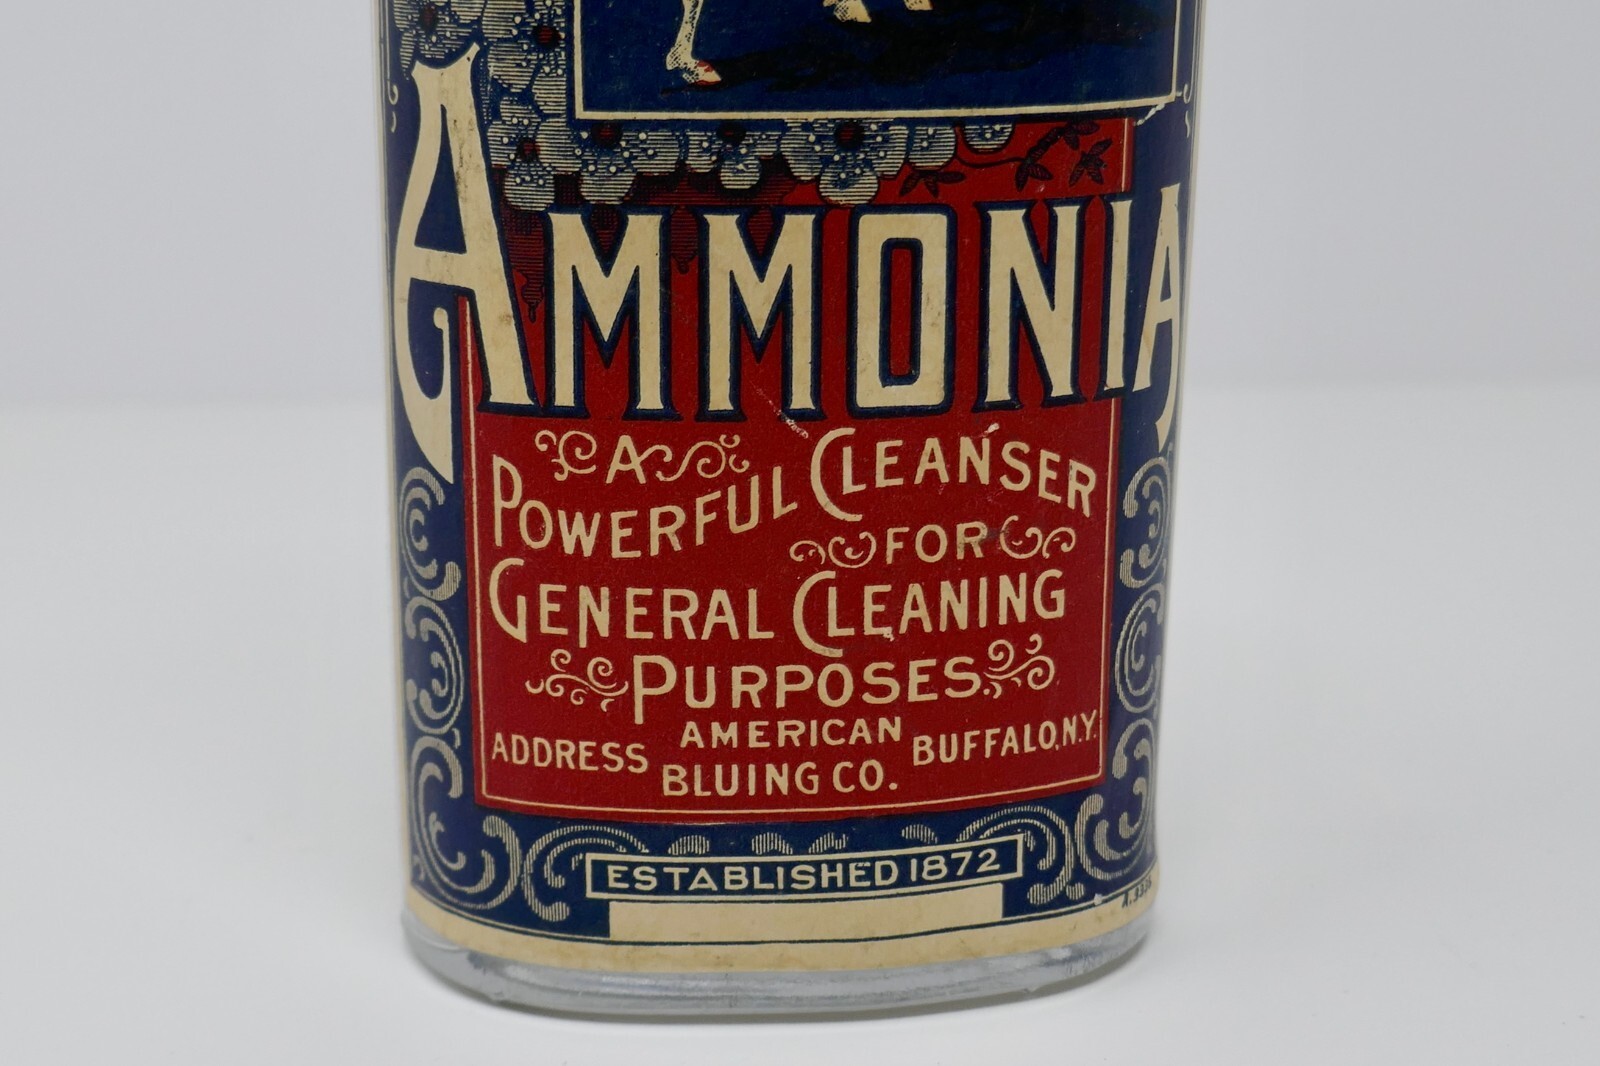 AMMONIA
A
POWERFUL CLEANSER
FOR
GENERAL CLEANING
PURPOSES.
ADDRESS AMERICAN BLUING CO. BUFFALO, N.Y.
ESTABLISHED 1872